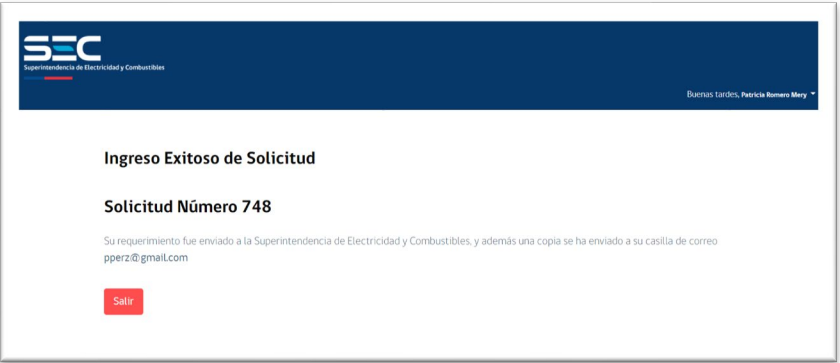 SEC
Superintendencia de Electricidad y Combustibles
Buenas tardes, Patricia Romero Mery
Ingreso Exitoso de Solicitud
Solicitud Número 748
Su requerimiento fue enviado a la Superintendencia de Electricidad y Combustibles, y además una copia se ha enviado a su casilla de correo
pperz@gmail.com
Salir